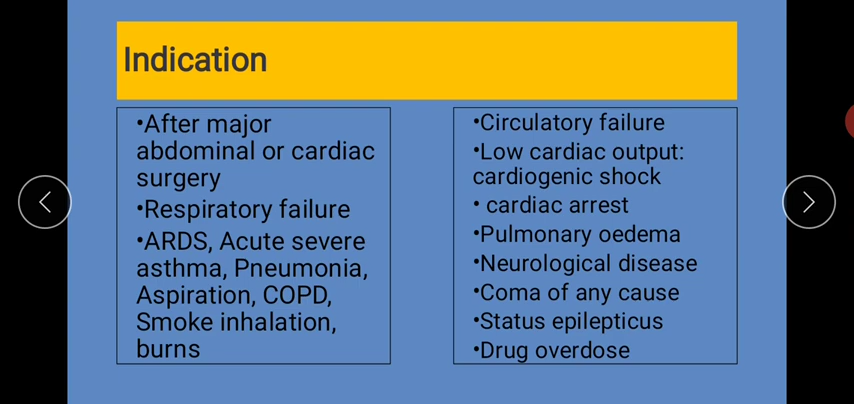 Indication
•After major
abdominal or cardiac
surgery
•Respiratory failure
•ARDS, Acute severe
asthma, Pneumonia,
Aspiration, COPD,
Smoke inhalation,
burns
•Circulatory failure
•Low cardiac output:
cardiogenic shock
• cardiac arrest
•Pulmonary oedema
•Neurological disease
•Coma of any cause
•Status epilepticus
•Drug overdose